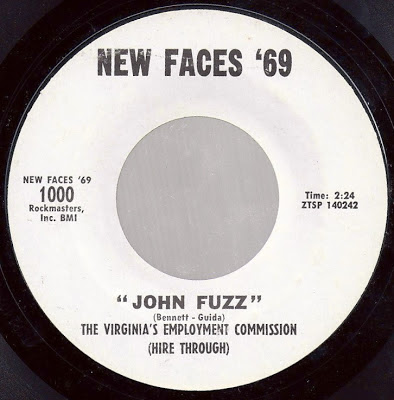 NEW FACES '69
NEW FACES '69
1000
Rockmasters,
Inc. BMI
Time: 2:24
ZTSP 140242
"JOHN FUZZ"
(Bennett - Guida)
THE VIRGINIA'S EMPLOYMENT COMMISSION
(HIRE THROUGH)